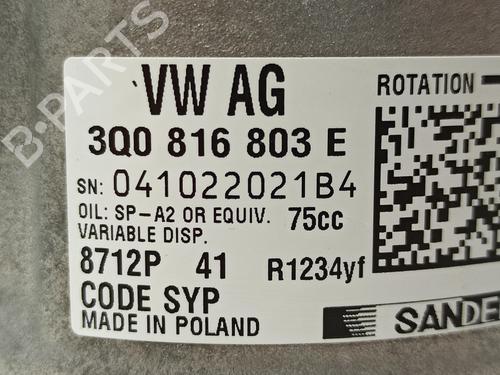 VW AG
ROTATION
3Q0 816 803 E
SN: 041022021B4
OIL: SP-A2 OR EQUIV. 75cc
VARIABLE DISP.
8712P 41 R1234yf
CODE SYP
MADE IN POLAND
SANDE
B-PARTS